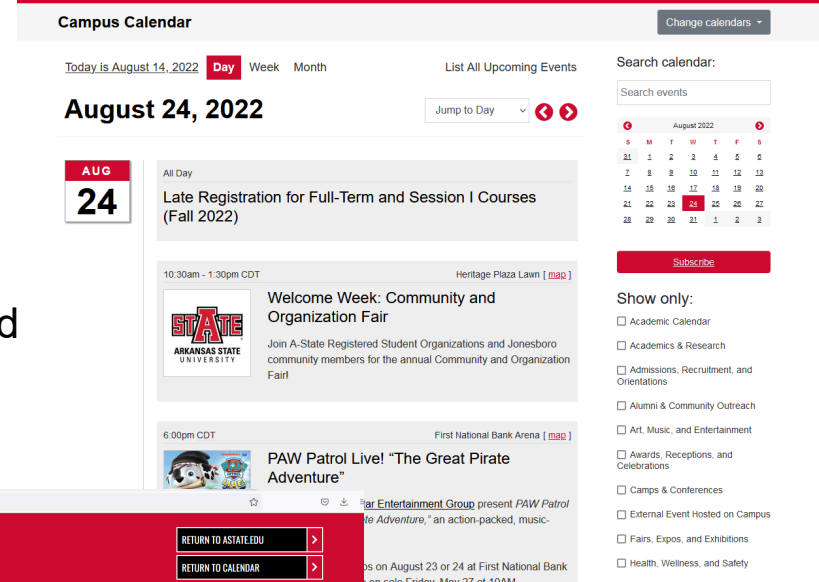 Campus Calendar
Change calendars
Today is August 14, 2022 Day Week Month List All Upcoming Events
August 24, 2022
Jump to Day
AUG
24
All Day
Late Registration for Full-Term and Session I Courses
(Fall 2022)
10:30am - 1:30pm CDT Heritage Plaza Lawn [ map ]
STATE
ARKANSAS STATE
UNIVERSITY
Welcome Week: Community and
Organization Fair
Join A-State Registered Student Organizations and Jonesboro
community members for the annual Community and Organization
Fair!
6:00pm CDT First National Bank Arena [ map ]
PAW Patrol Live! “The Great Pirate
Adventure”
Entertainment Group present PAW Patrol
Adventure,” an action-packed, music-
on August 23 or 24 at First National Bank
on sale Friday, May 27 at 10AM
d
RETURN TO ASTATE.EDU
RETURN TO CALENDAR
Search calendar:
Search events
August 2022
S M T W T F S
31 1 2 3 4 5 6
7 8 9 10 11 12 13
14 15 16 17 18 19 20
21 22 23 24 25 26 27
28 29 30 31 1 2 3
Subscribe
Show only:
Academic Calendar
Academics & Research
Admissions, Recruitment, and
Orientations
Alumni & Community Outreach
Art, Music, and Entertainment
Awards, Receptions, and
Celebrations
Camps & Conferences
External Event Hosted on Campus
Fairs, Expos, and Exhibitions
Health, Wellness, and Safety